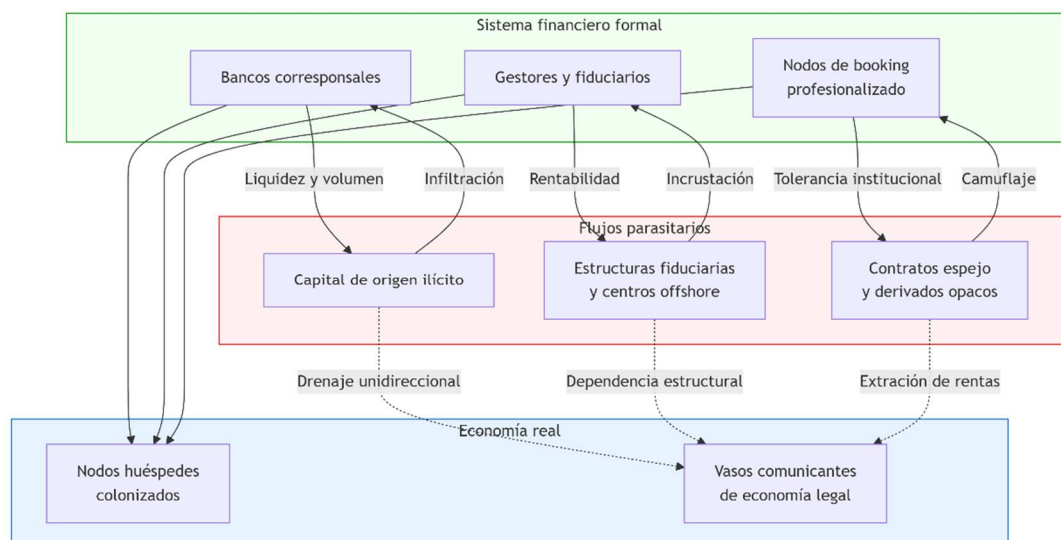 Sistema financiero formal
Bancos corresponsales
Gestores y fiduciarios
Nodos de booking
profesionalizado
Liquidez y volumen
Infiltración
Rentabilidad
Incrustación
Tolerancia institucional
Camuflaje
Flujos parasitarios
Capital de origen ilícito
Estructuras fiduciarias
y centros offshore
Contratos espejo
y derivados opacos
Drenaje unidireccional
Dependencia estructural
Extracción de rentas
Economía real
Nodos huéspedes
colonizados
Vasos comunicantes
de economía legal